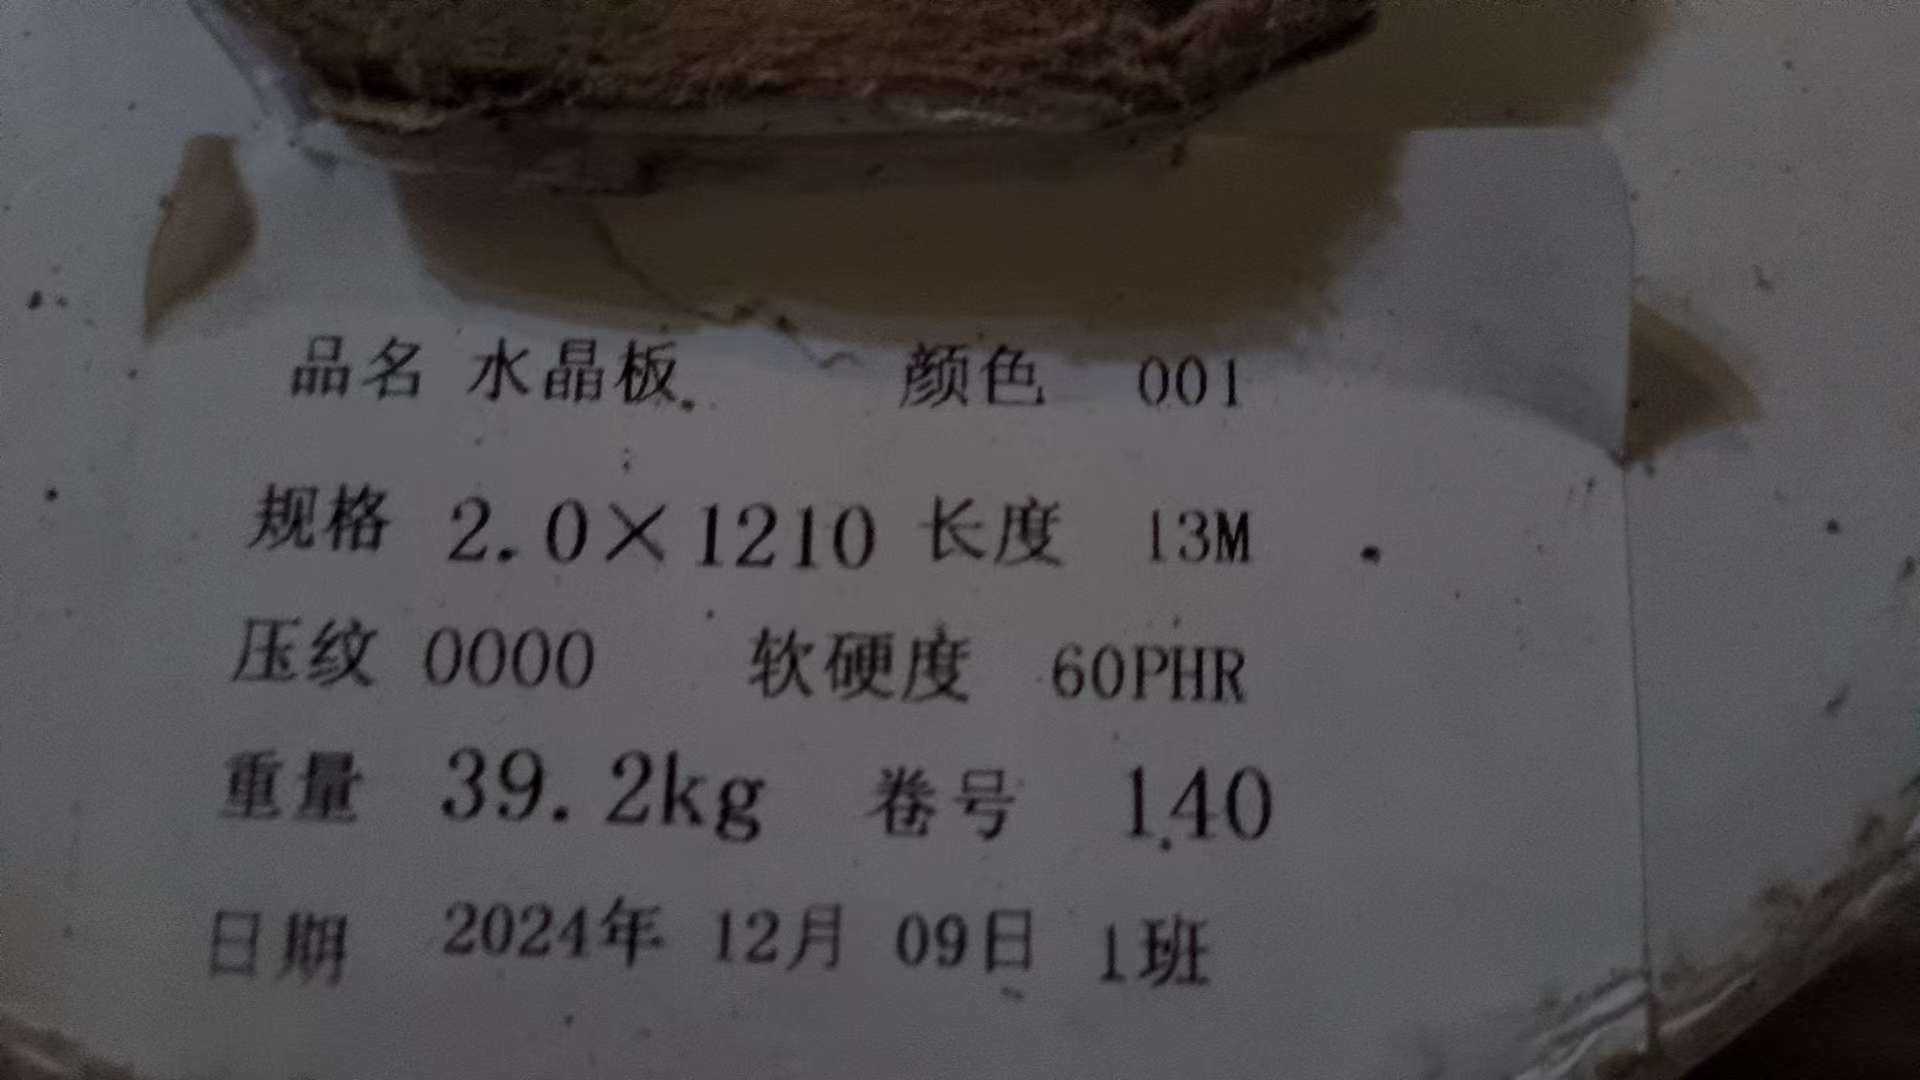 品名 水晶板 颜色 001
规格 2.0×1210 长度 13M
压纹 0000 软硬度 60PHR
重量 39.2kg 卷号 140
日期 2024年 12月 09日 1班